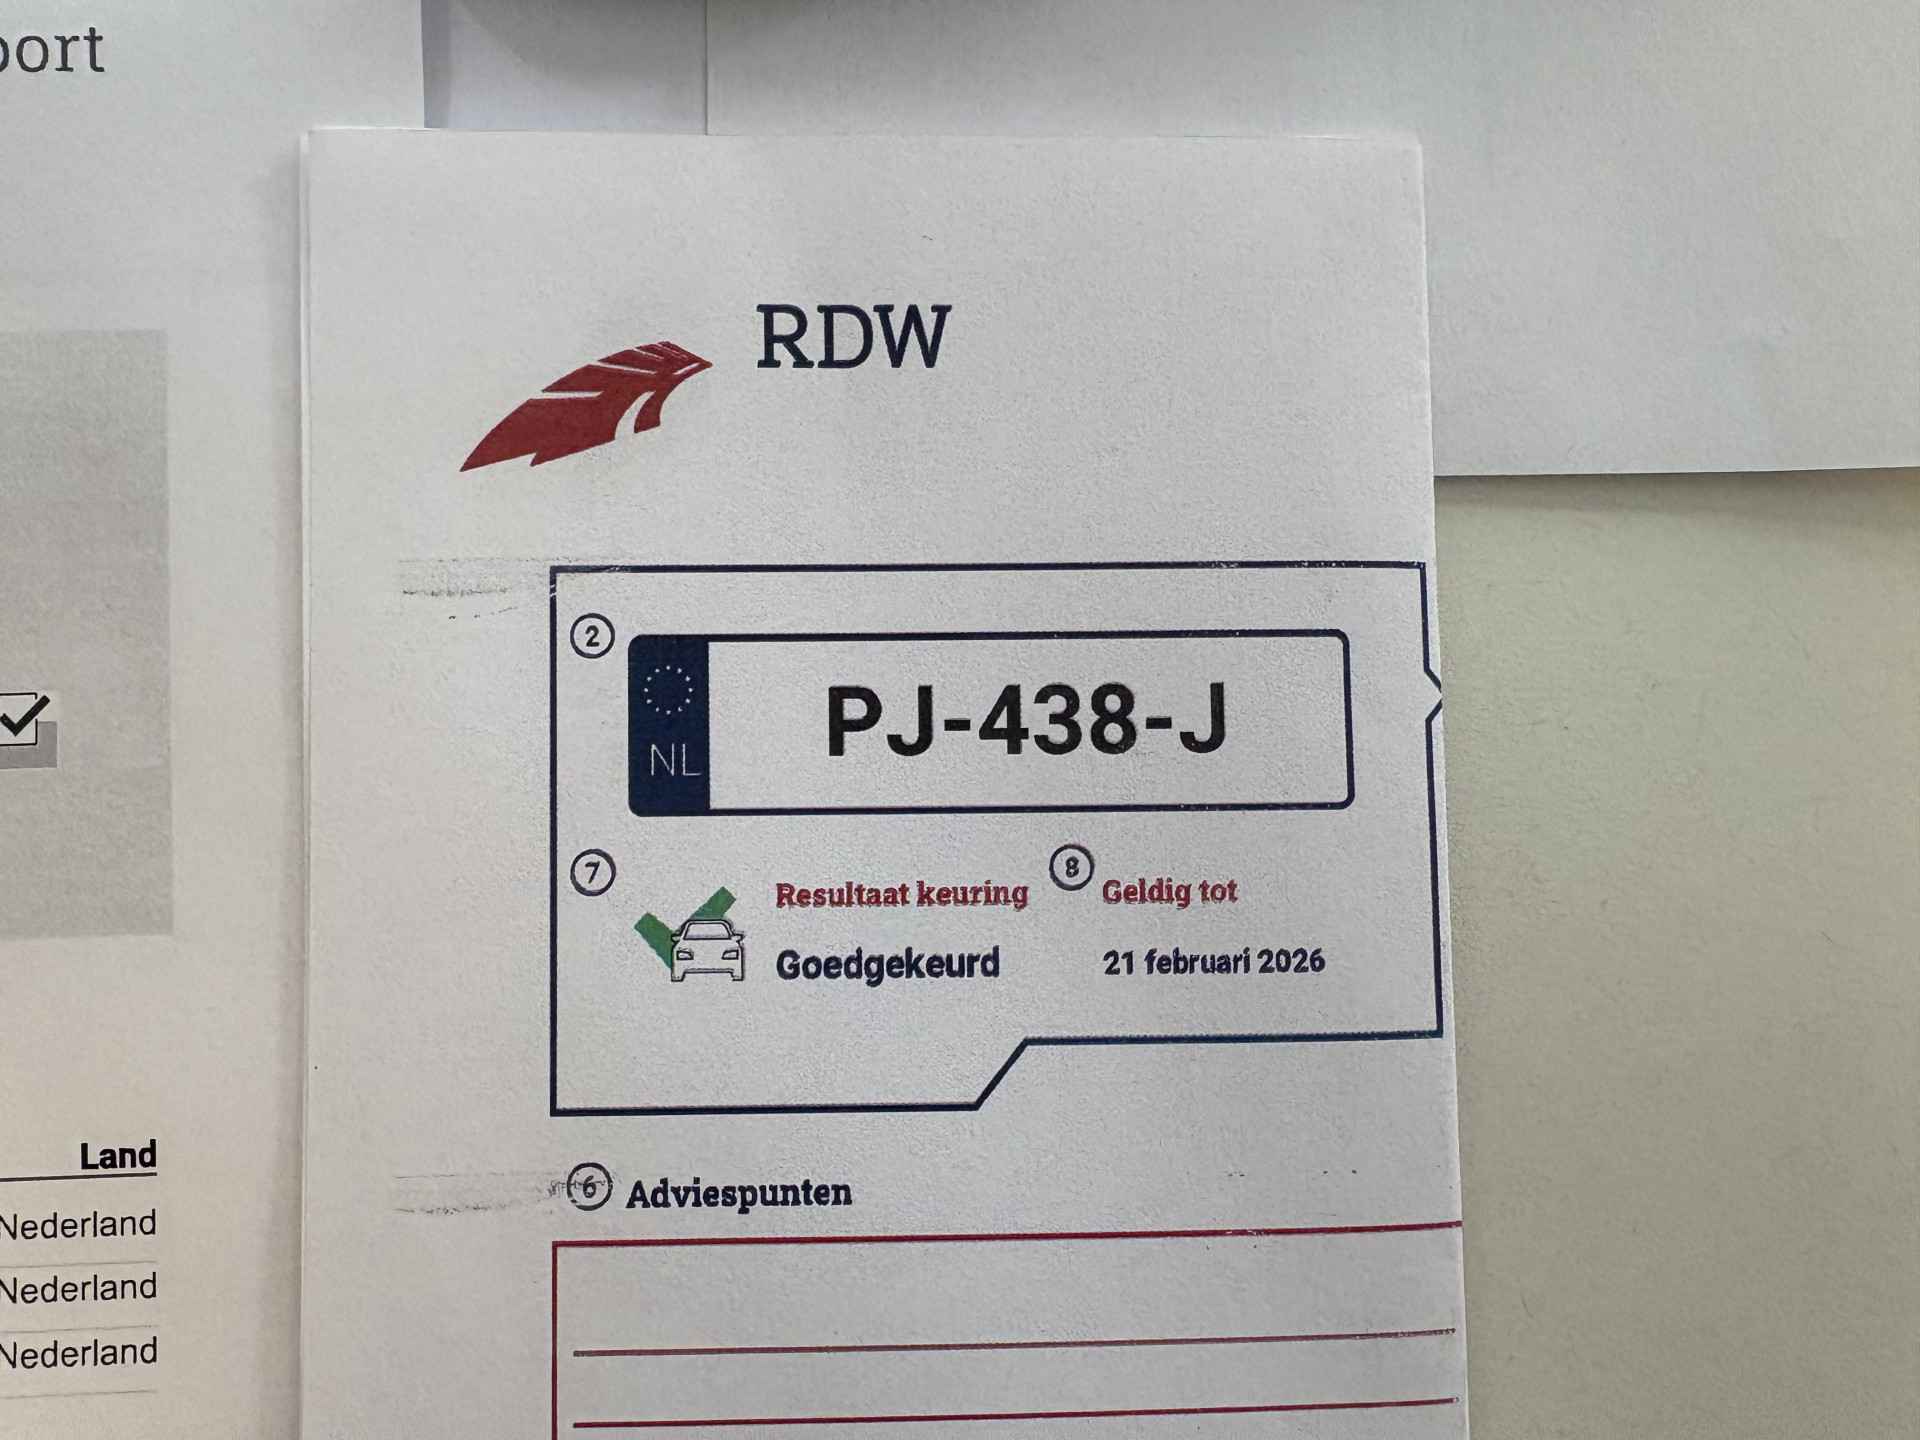 RDW
2
NL
PJ-438-J
7
Resultaat keuring
Goedgekeurd
8
Geldig tot
21 februari 2026
6 Adviespunten
Land
Nederland
Nederland
Nederland